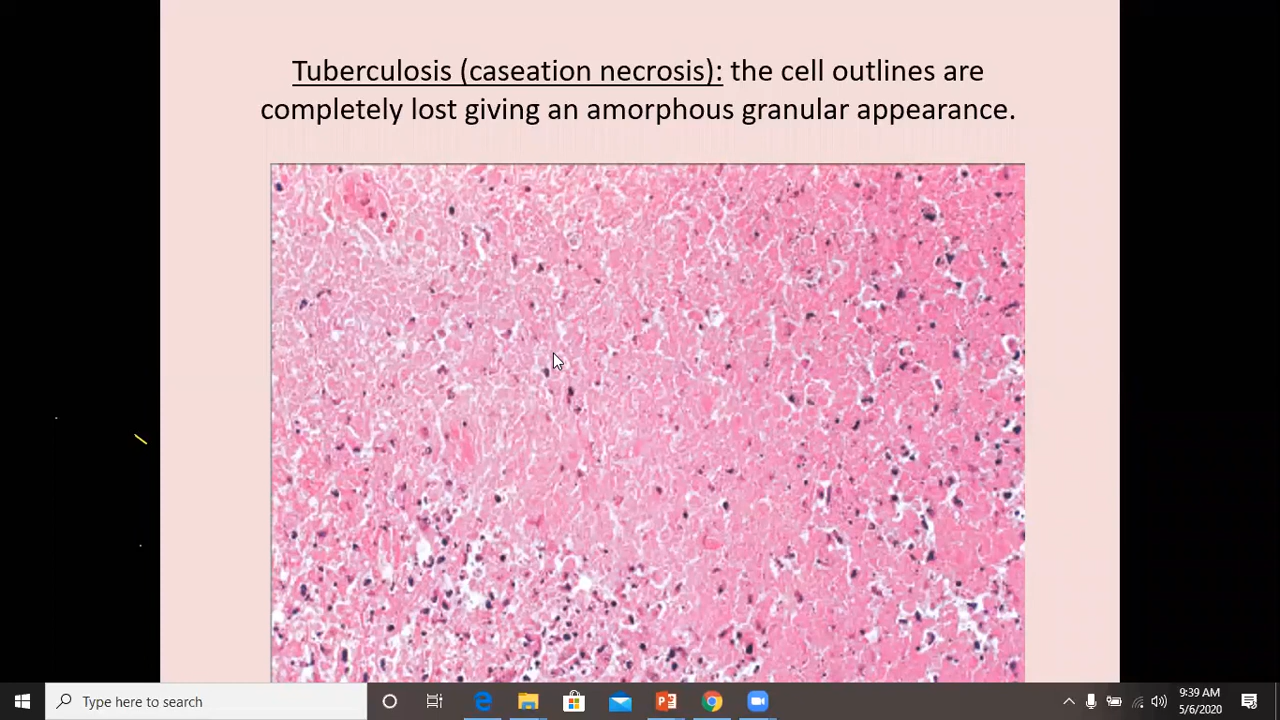 Tuberculosis (caseation necrosis): the cell outlines are
completely lost giving an amorphous granular appearance.
Type here to search
9:39 AM
5/6/2020